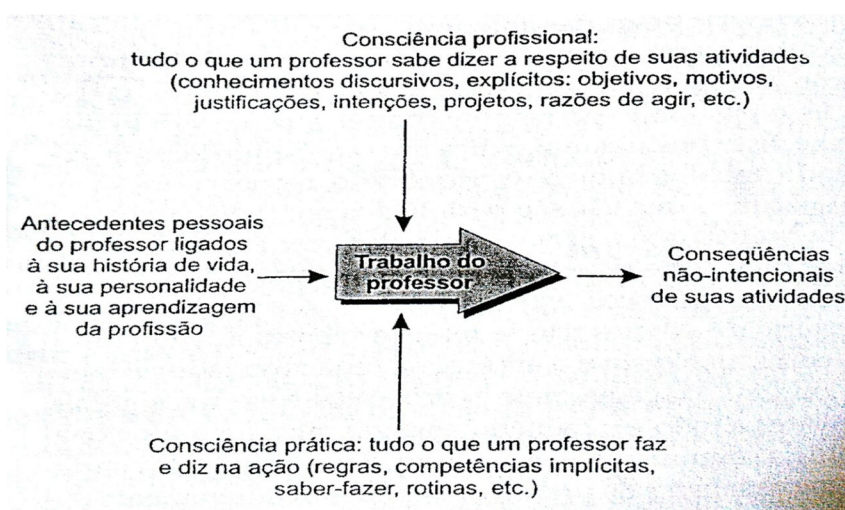 Consciência profissional:
tudo o que um professor sabe dizer a respeito de suas atividades
(conhecimentos discursivos, explícitos: objetivos, motivos,
justificações, intenções, projetos, razões de agir, etc.)
Antecedentes pessoais
do professor ligados
à sua história de vida,
à sua personalidade
e à sua aprendizagem
da profissão
Trabalho do
professor
Conseqüências
não-intencionais
de suas atividades
Consciência prática: tudo o que um professor faz
e diz na ação (regras, competências implícitas,
saber-fazer, rotinas, etc.)